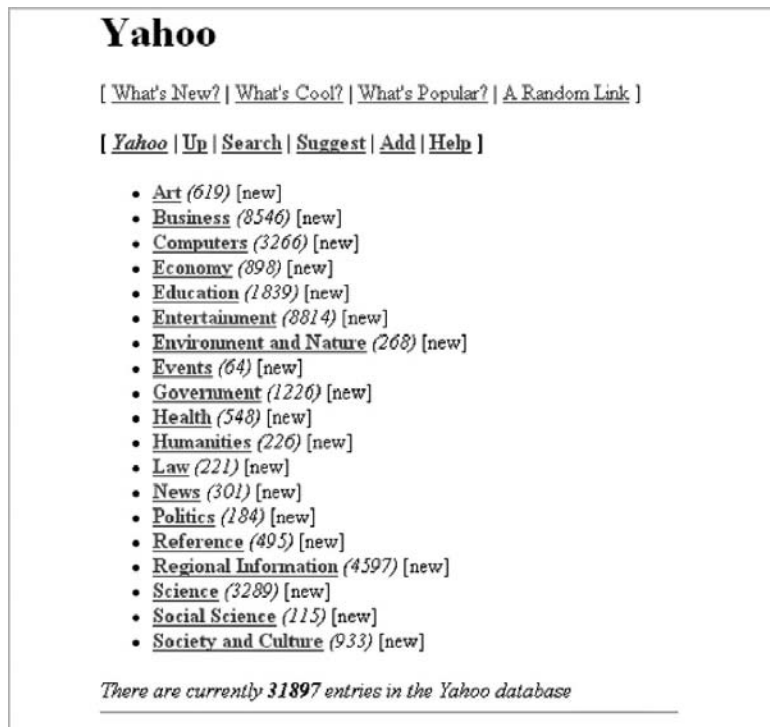 Yahoo
[ What's New? | What's Cool? | What's Popular? | A Random Link ]
[ Yahoo | Up | Search | Suggest | Add | Help ]
• Art (619) [new]
• Business (8546) [new]
• Computers (3266) [new]
• Economy (898) [new]
• Education (1839) [new]
• Entertainment (8814) [new]
• Environment and Nature (268) [new]
• Events (64) [new]
• Government (1226) [new]
• Health (548) [new]
• Humanities (226) [new]
• Law (221) [new]
• News (301) [new]
• Politics (184) [new]
• Reference (495) [new]
• Regional Information (4597) [new]
• Science (3289) [new]
• Social Science (115) [new]
• Society and Culture (933) [new]
There are currently 31897 entries in the Yahoo database